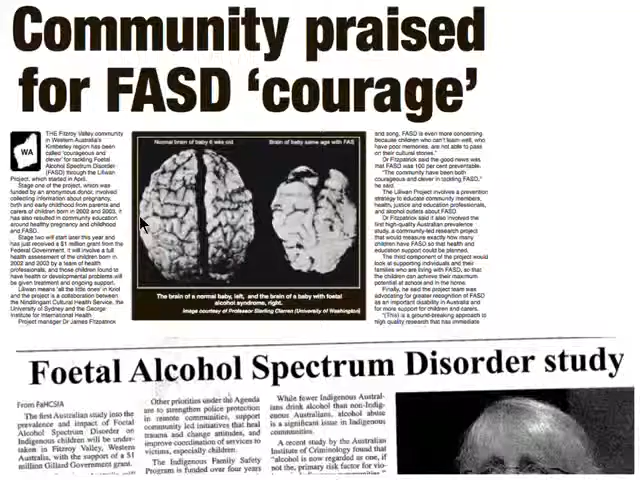 Community praised
for FASD ‘courage’
WA
THE Fitzroy Valley community
in Western Australia's
Kimberley region has been
called 'courageous and
clever' for tackling Foetal
Alcohol Spectrum Disorder
(FASD) through the Lililwan
Project, which started in April.
Stage one of the project, which was
funded by an anonymous donor, involved
collecting information about pregnancy,
birth and early childhood from parents and
carers of children born in 2002 and 2003. It
has also resulted in community education
around healthy pregnancy and childhood
and FASD.
Stage two will start later this year and
has just received a $1 million grant from the
Federal Government. It will involve a full
health assessment of the children born in
2002 and 2003 by a team of health
professionals, and those children found to
have health or developmental problems will
be given treatment and ongoing support.
Lililwan means 'all the little ones' in Kriol
and the project is a collaboration between
the Nindilingarri Cultural Health Service, the
University of Sydney and the George
Institute for International Health.
Project manager Dr James Fitzpatrick
Normal brain of baby 6 wks old
Brain of baby same age with FAS
The brain of a normal baby, left, and the brain of a baby with foetal
alcohol syndrome, right.
Image courtesy of Professor Sterling Clarren (University of Washington)
and song, FASD is even more concerning
because children who can't learn well, who
have poor memories, are not able to pass
on their cultural stories."
Dr Fitzpatrick said the good news was
that FASD was 100 per cent preventable.
"The community have been both
courageous and clever in tackling FASD,"
he said.
The Lililwan Project involves a prevention
strategy to educate community members,
health, justice and education professionals,
and alcohol outlets about FASD.
Dr Fitzpatrick said it also involved the
first high-quality Australian prevalence
study, a community-led research project
that would measure exactly how many
children have FASD so that health and
education support could be planned.
The third component of the project would
look at supporting individuals and their
families who are living with FASD, so that
the children can achieve their maximum
potential at school and in the home.
Finally, he said the project team was
advocating for greater recognition of FASD
as an important disability in Australia and
for more support for children and carers.
"(This) is a ground-breaking approach to
high quality research that has immediate
Foetal Alcohol Spectrum Disorder study
From FaHCSIA
The first Australian study into the
prevalence and impact of Foetal
Alcohol Spectrum Disorder on
Indigenous children will be under-
taken in Fitzroy Valley, Western
Australia, with the support of a $1
million Gillard Government grant.
Other priorities under the Agenda
are to strengthen police protection
in remote communities, support
community led initiatives that heal
trauma and change attitudes, and
improve coordination of services to
victims, especially children.
The Indigenous Family Safety
Program is funded over four years
While fewer Indigenous Austral-
ians drink alcohol than non-Indig-
enous Australians, alcohol abuse
is a significant issue in Indigenous
communities.
A recent study by the Australian
Institute of Criminology found that
"alcohol is now regarded as one, if
not the, primary risk factor for vio-